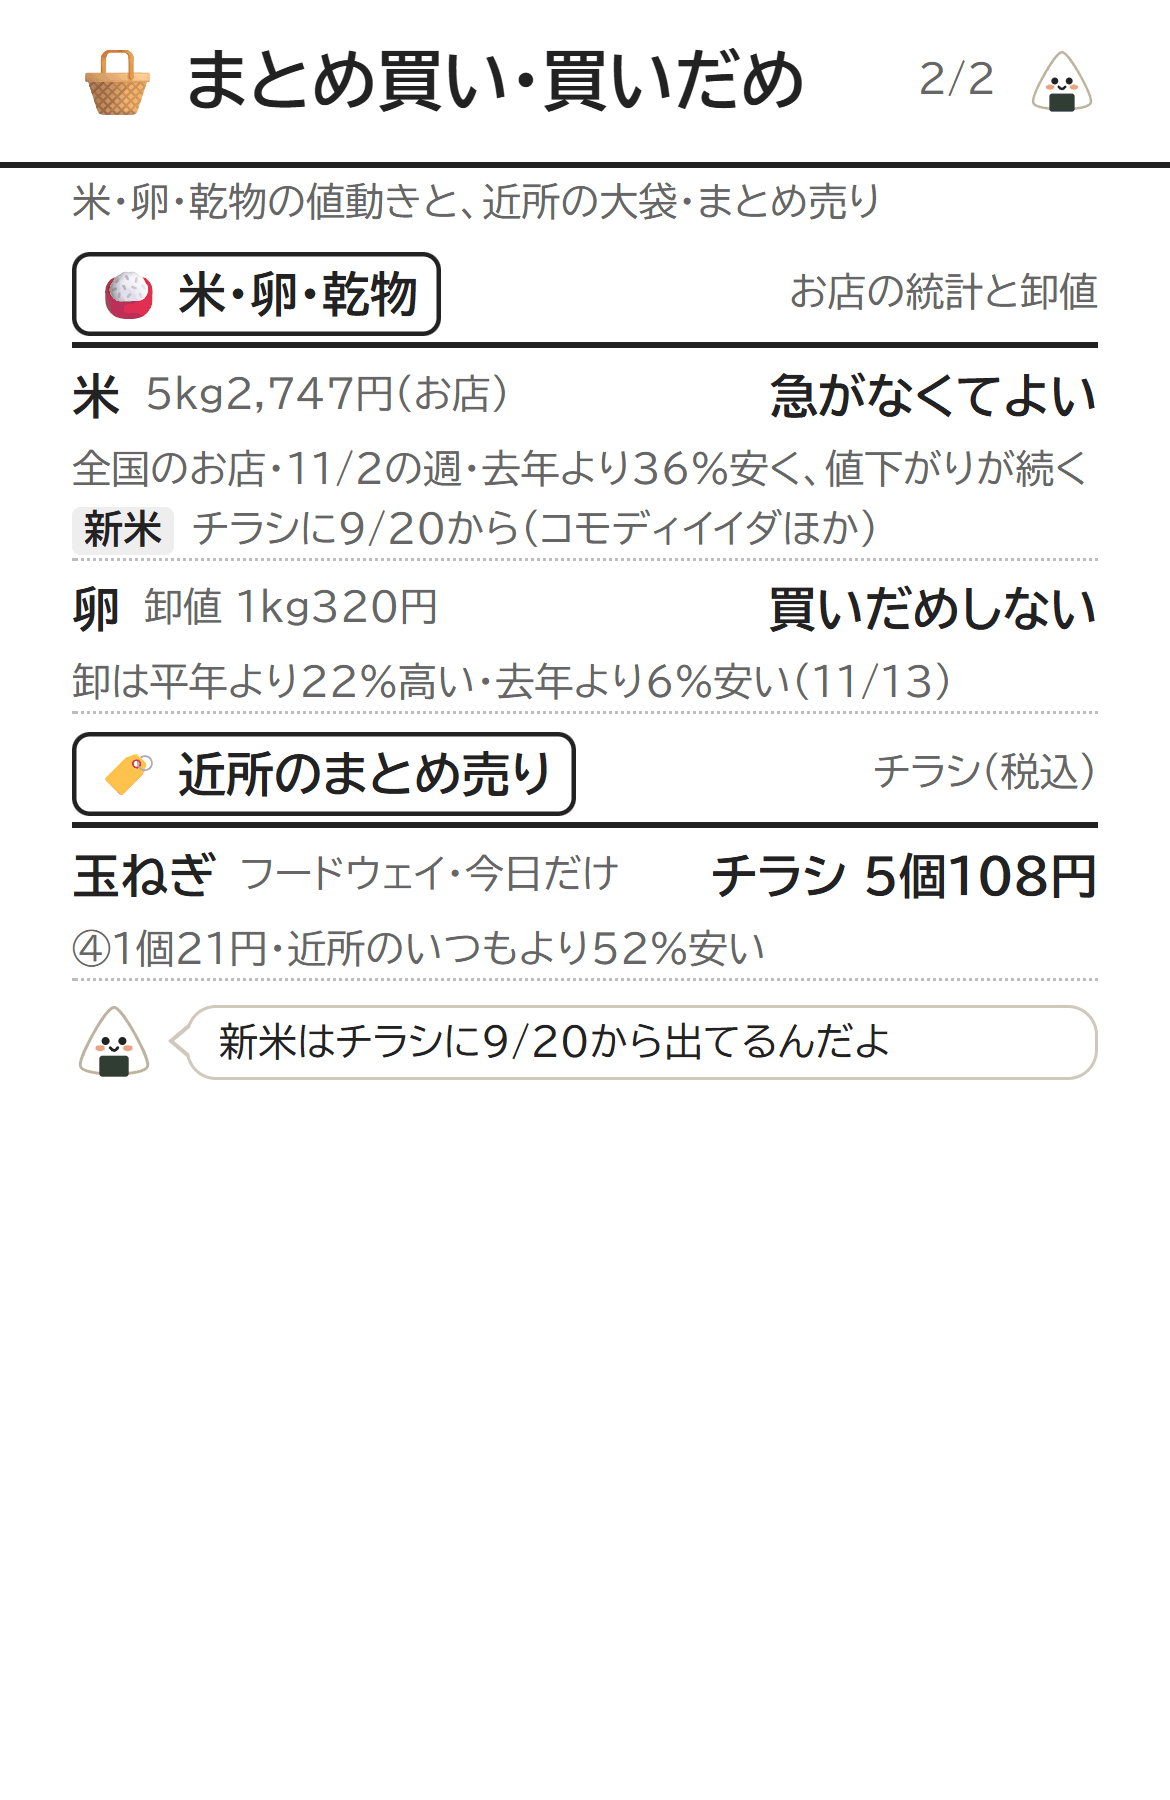 まとめ買い・買いだめ 2/2
米・卵・乾物の値動きと、近所の大袋・まとめ売り
米・卵・乾物 お店の統計と卸値
米 5kg2,747円(お店) 急がなくてよい
全国のお店・11/2の週・去年より36%安く、値下がりが続く
新米 チラシに9/20から(コモディイイダほか)
卵 卸値 1kg320円 買いだめしない
卸は平年より22%高い・去年より6%安い(11/13)
近所のまとめ売り チラシ(税込)
玉ねぎ フードウェイ・今日だけ チラシ 5個108円
④1個21円・近所のいつもより52%安い
新米はチラシに9/20から出てるんだよ